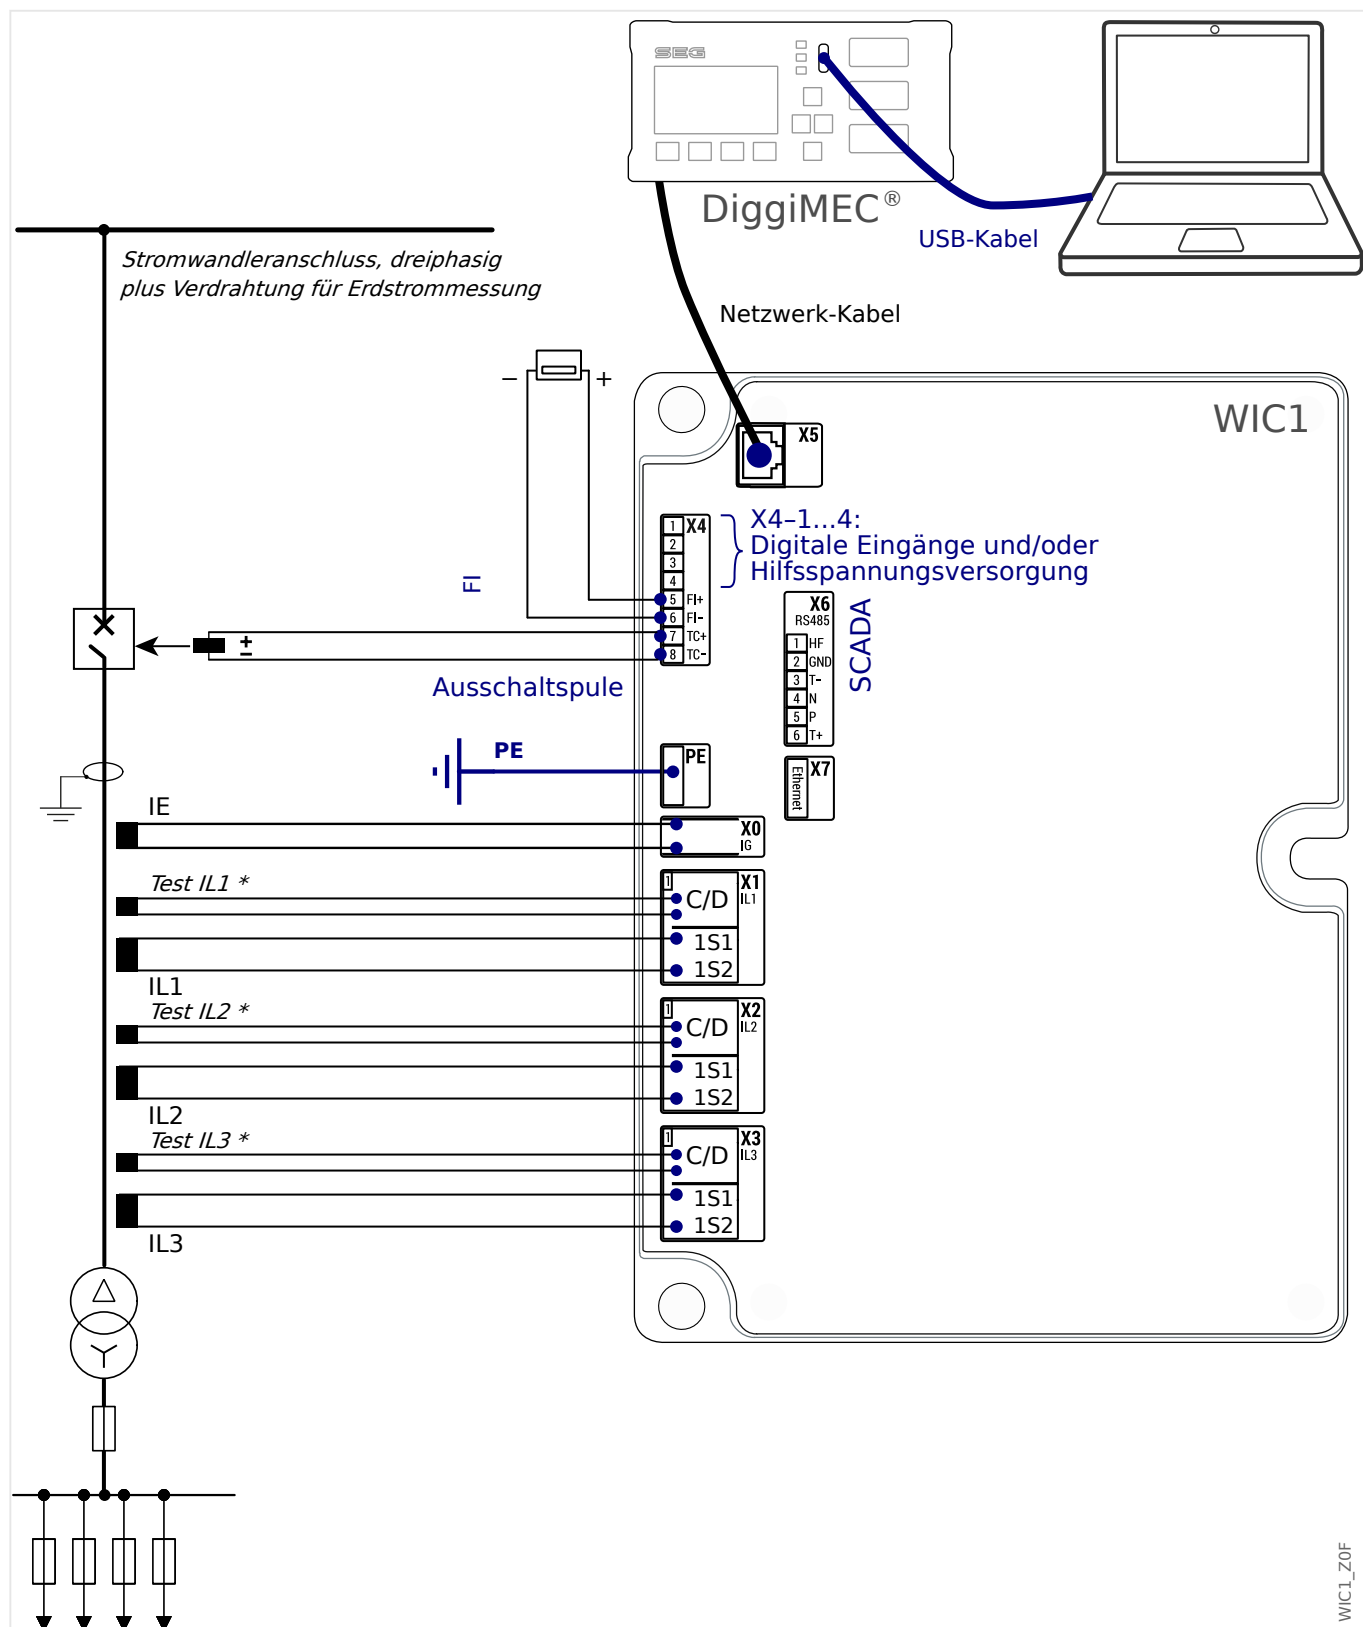 SEG
DiggiMEC®
USB-Kabel
Stromwandleranschluss, dreiphasig
plus Verdrahtung für Erdstrommessung
Netzwerk-Kabel
− +
WIC1
X5
X4–1...4:
Digitale Eingänge und/oder
Hilfsspannungsversorgung
X4
1
2
3
4
5 FI+
6 FI-
7 TC+
8 TC-
FI
±
Ausschaltspule
X6
RS485
1 HF
2 GND
3 T-
4 N
5 P
6 T+
SCADA
PE
PE
X7
Ethernet
IE
X0
IG
Test IL1 *
1
C/D
X1
IL1
1S1
1S2
IL1
Test IL2 *
1
C/D
X2
IL2
1S1
1S2
IL2
Test IL3 *
1
C/D
X3
IL3
1S1
1S2
IL3
WIC1_Z0F